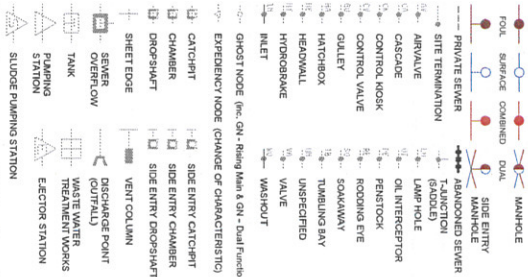 FOUL SURFACE COMBINED DUAL
MANHOLE
SIDE ENTRY
MANHOLE
PRIVATE SEWER
ABANDONED SEWER
SITE TERMINATION
T-JUNCTION
(SADDLE)
AIRVALVE
LAMP HOLE
CASCADE
OIL INTERCEPTOR
CONTROL KIOSK
PENSTOCK
CONTROL VALVE
RODDING EYE
GULLEY
SOAKAWAY
HATCHBOX
TUMBLING BAY
HEADWALL
UNSPECIFIED
HYDROBRAKE
VALVE
INLET
WASHOUT
GHOST NODE (inc. GN - Rising Main & GN - Dual Functio
EXPEDIENCY NODE (CHANGE OF CHARACTERISTIC)
CATCHPIT
SIDE ENTRY CATCHPIT
CHAMBER
SIDE ENTRY CHAMBER
DROPSHAFT
SIDE ENTRY DROPSHAFT
SHEET EDGE
VENT COLUMN
SEWER
OVERFLOW
DISCHARGE POINT
(OUTFALL)
TANK
WASTE WATER
TREATMENT WORKS
PUMPING
STATION
EJECTOR STATION
SLUDGE PUMPING STATION